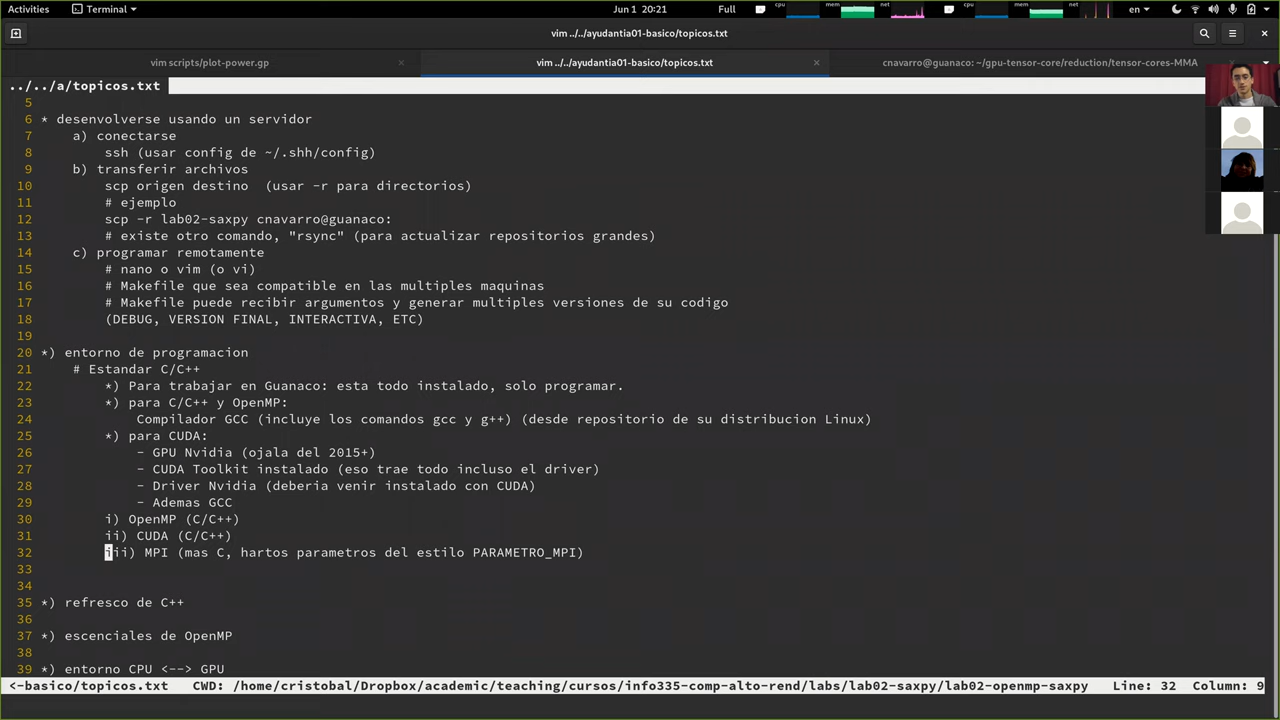 Activities Terminal Jun 1 20:21 Full cpu mem net cpu mem net en
vim ../../ayudantia01-basico/topicos.txt
vim scripts/plot-power.gp vim ../../ayudantia01-basico/topicos.txt cnavarro@guanaco: ~/gpu-tensor-core/reduction/tensor-cores-MMA
../../a/topicos.txt
5
6 * desenvolverse usando un servidor
7 a) conectarse
8 ssh (usar config de ~/.shh/config)
9 b) transferir archivos
10 scp origen destino (usar -r para directorios)
11 # ejemplo
12 scp -r lab02-saxpy cnavarro@guanaco:
13 # existe otro comando, "rsync" (para actualizar repositorios grandes)
14 c) programar remotamente
15 # nano o vim (o vi)
16 # Makefile que sea compatible en las multiples maquinas
17 # Makefile puede recibir argumentos y generar multiples versiones de su codigo
18 (DEBUG, VERSION FINAL, INTERACTIVA, ETC)
19
20 *) entorno de programacion
21 # Estandar C/C++
22 *) Para trabajar en Guanaco: esta todo instalado, solo programar.
23 *) para C/C++ y OpenMP:
24 Compilador GCC (incluye los comandos gcc y g++) (desde repositorio de su distribucion Linux)
25 *) para CUDA:
26 - GPU Nvidia (ojala del 2015+)
27 - CUDA Toolkit instalado (eso trae todo incluso el driver)
28 - Driver Nvidia (deberia venir instalado con CUDA)
29 - Ademas GCC
30 i) OpenMP (C/C++)
31 ii) CUDA (C/C++)
32 iii) MPI (mas C, hartos parametros del estilo PARAMETRO_MPI)
33
34
35 *) refresco de C++
36
37 *) escenciales de OpenMP
38
39 *) entorno CPU <--> GPU
<-basico/topicos.txt CWD: /home/cristobal/Dropbox/academic/teaching/cursos/info335-comp-alto-rend/labs/lab02-saxpy/lab02-openmp-saxpy Line: 32 Column: 9